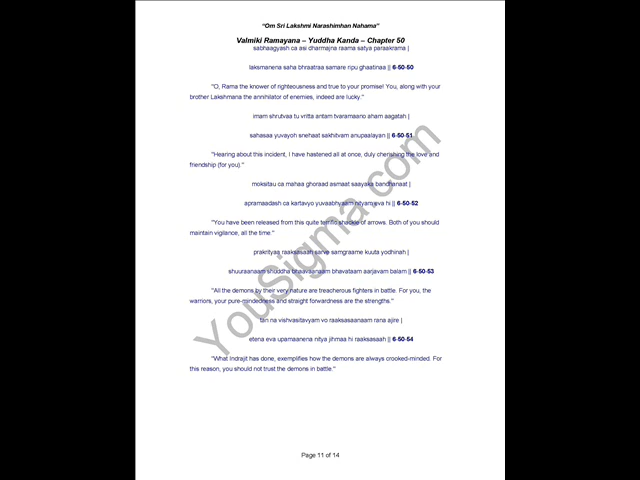 “Om Sri Lakshmi Narashimhan Nahama”
Valmiki Ramayana – Yuddha Kanda – Chapter 50
sabhaagyash ca asi dharmajna raama satya paraakrama |
laksmanena saha bhraatraa samare ripu ghaatinaa || 6-50-50
"O, Rama the knower of righteousness and true to your promise! You, along with your
brother Lakshmana the annihilator of enemies, indeed are lucky."
imam shrutvaa tu vritta antam tvaramaano aham aagatah |
sahasaa yuvayoh snehaat sakhitvam anupaalayan || 6-50-51
"Hearing about this incident, I have hastened all at once, duly cherishing the love and
friendship (for you)."
moksitau ca mahaa ghoraad asmaat saayaka bandhanaat |
apramaadash ca kartavyo yuvaabhyaam nityam eva hi || 6-50-52
"You have been released from this quite terrific shackle of arrows. Both of you should
maintain vigilance, all the time."
prakrityaa raaksasaah sarve samgraame kuuta yodhinah |
shuuraanaam shuddha bhaavaanaam bhavataam aarjavam balam || 6-50-53
"All the demons by their very nature are treacherous fighters in battle. For you, the
warriors, your pure-mindedness and straight forwardness are the strengths."
tan na vishvasitavyam vo raaksasaanaam rana ajire |
etena eva upamaanena nitya jihmaa hi raaksasaah || 6-50-54
"What Indrajit has done, exemplifies how the demons are always crooked-minded. For
this reason, you should not trust the demons in battle."
YouSigma.com
Page 11 of 14